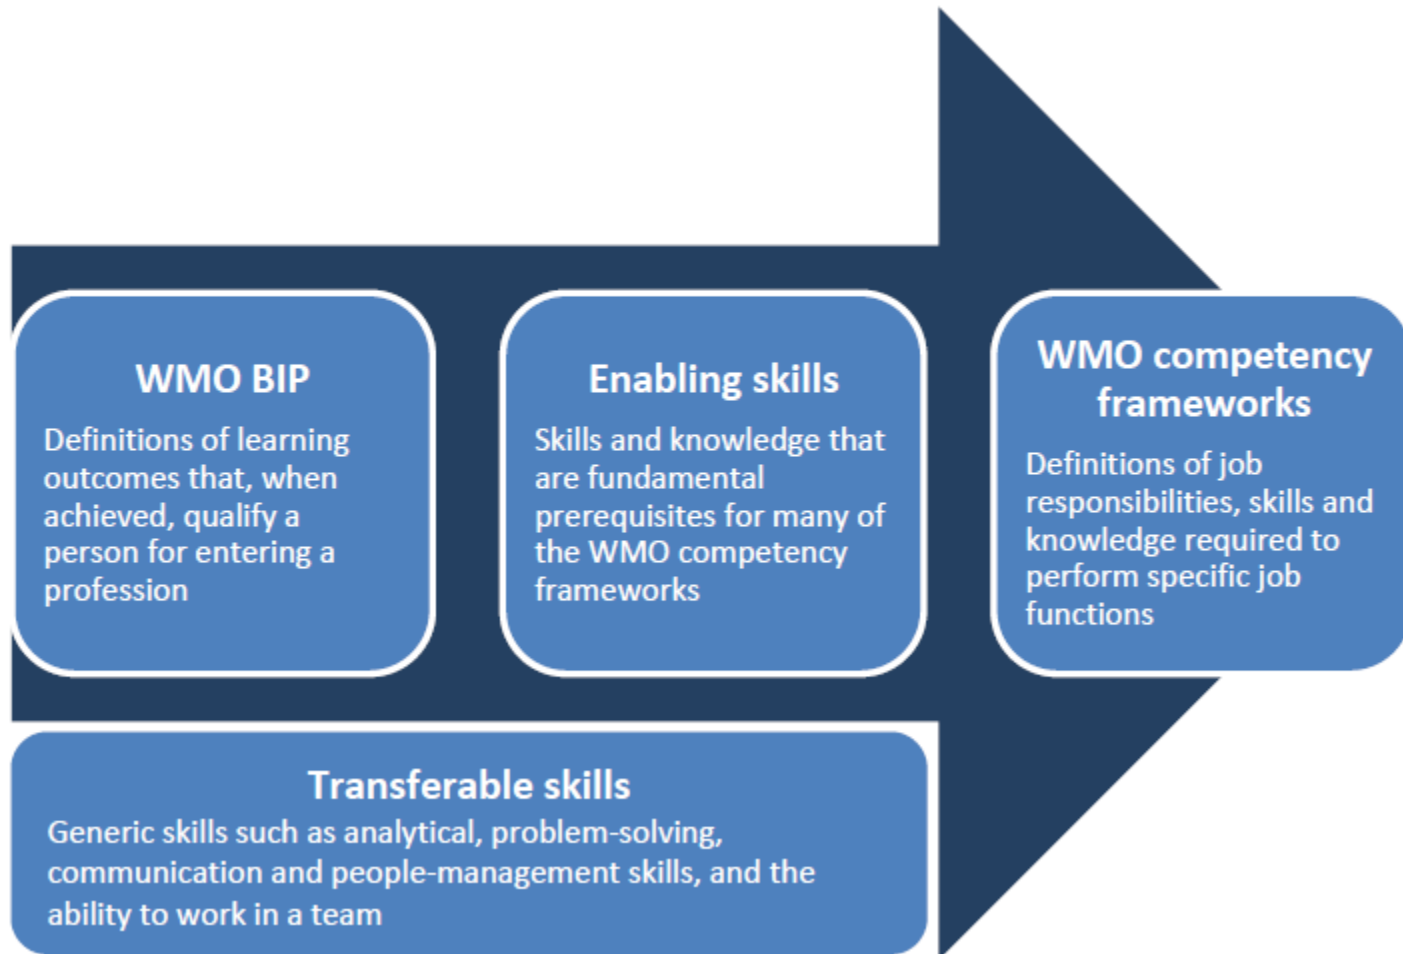 WMO BIP
Definitions of learning
outcomes that, when
achieved, qualify a
person for entering a
profession
Enabling skills
Skills and knowledge that
are fundamental
prerequisites for many of
the WMO competency
frameworks
WMO competency
frameworks
Definitions of job
responsibilities, skills and
knowledge required to
perform specific job
functions
Transferable skills
Generic skills such as analytical, problem-solving,
communication and people-management skills, and the
ability to work in a team